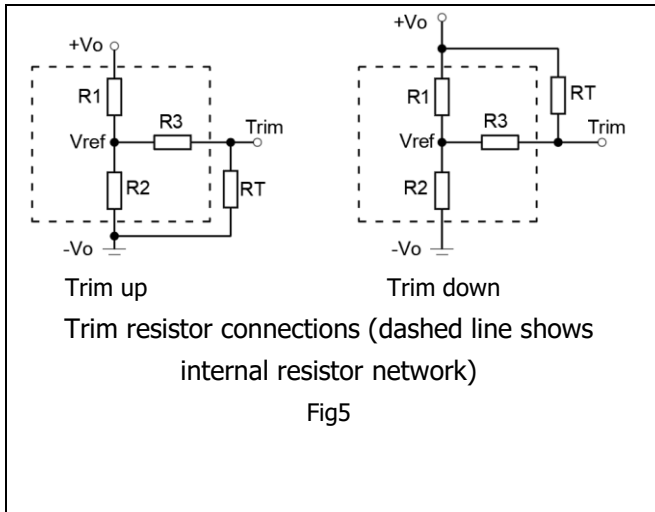 +Vo
R1
Vref
R3
Trim
R2
RT
-Vo
Trim up
+Vo
R1
RT
Vref
R3
Trim
R2
-Vo
Trim down
Trim resistor connections (dashed line shows
internal resistor network)
Fig5